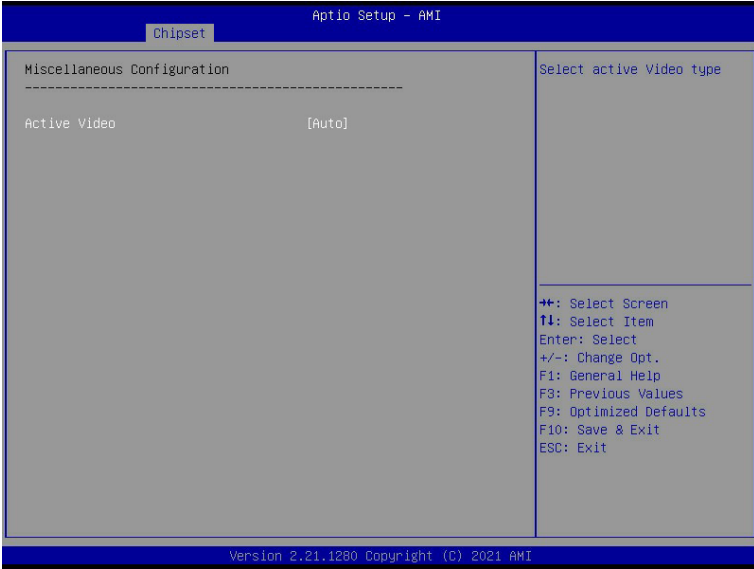 Aptio Setup – AMI
Chipset
Miscellaneous Configuration
--------------------------------------------------
Active Video [Auto]
Select active Video type
→←: Select Screen
↑↓: Select Item
Enter: Select
+/-: Change Opt.
F1: General Help
F3: Previous Values
F9: Optimized Defaults
F10: Save & Exit
ESC: Exit
Version 2.21.1280 Copyright (C) 2021 AMI